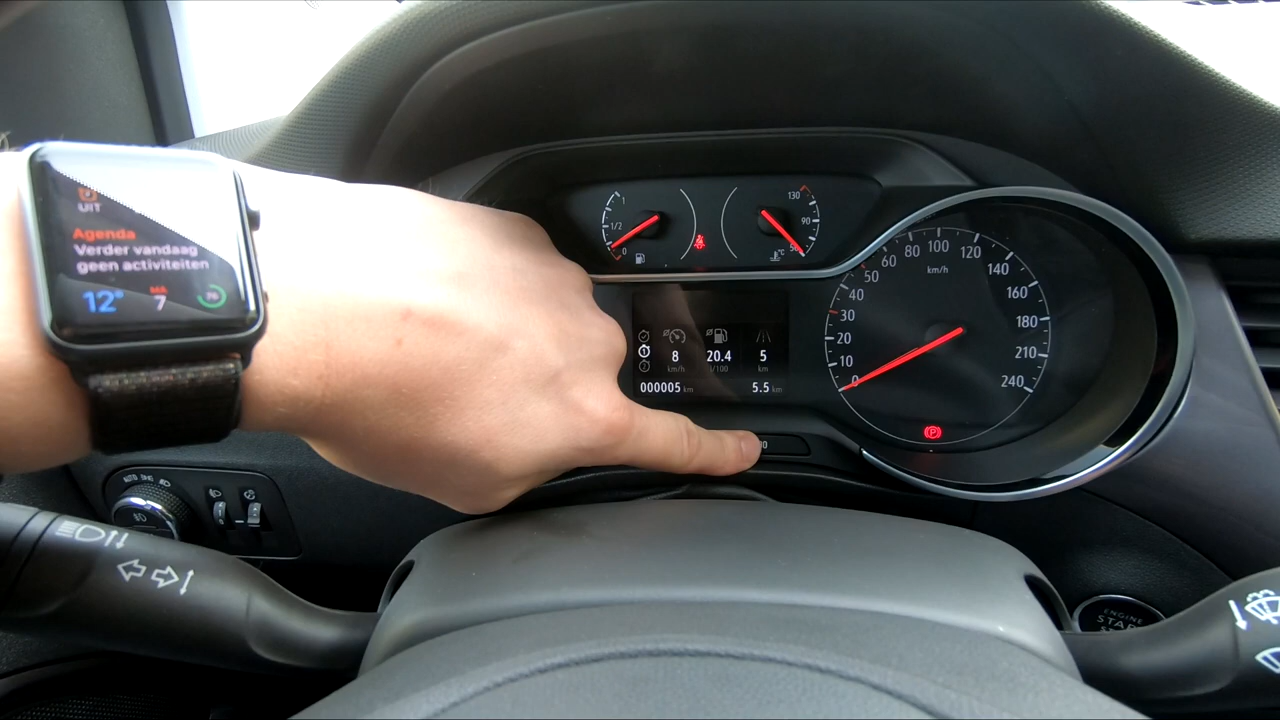 UIT
Agenda
Verder vandaag
geen activiteiten
12°
MA
7
76
1
1/2
0
130
90
50
°C
8
km/h
20.4
l/100
5
km
000005 km
5.5 km
km/h
0
10
20
30
40
50
60
80
100
120
140
160
180
210
240
P
AUTO
ENGINE
START